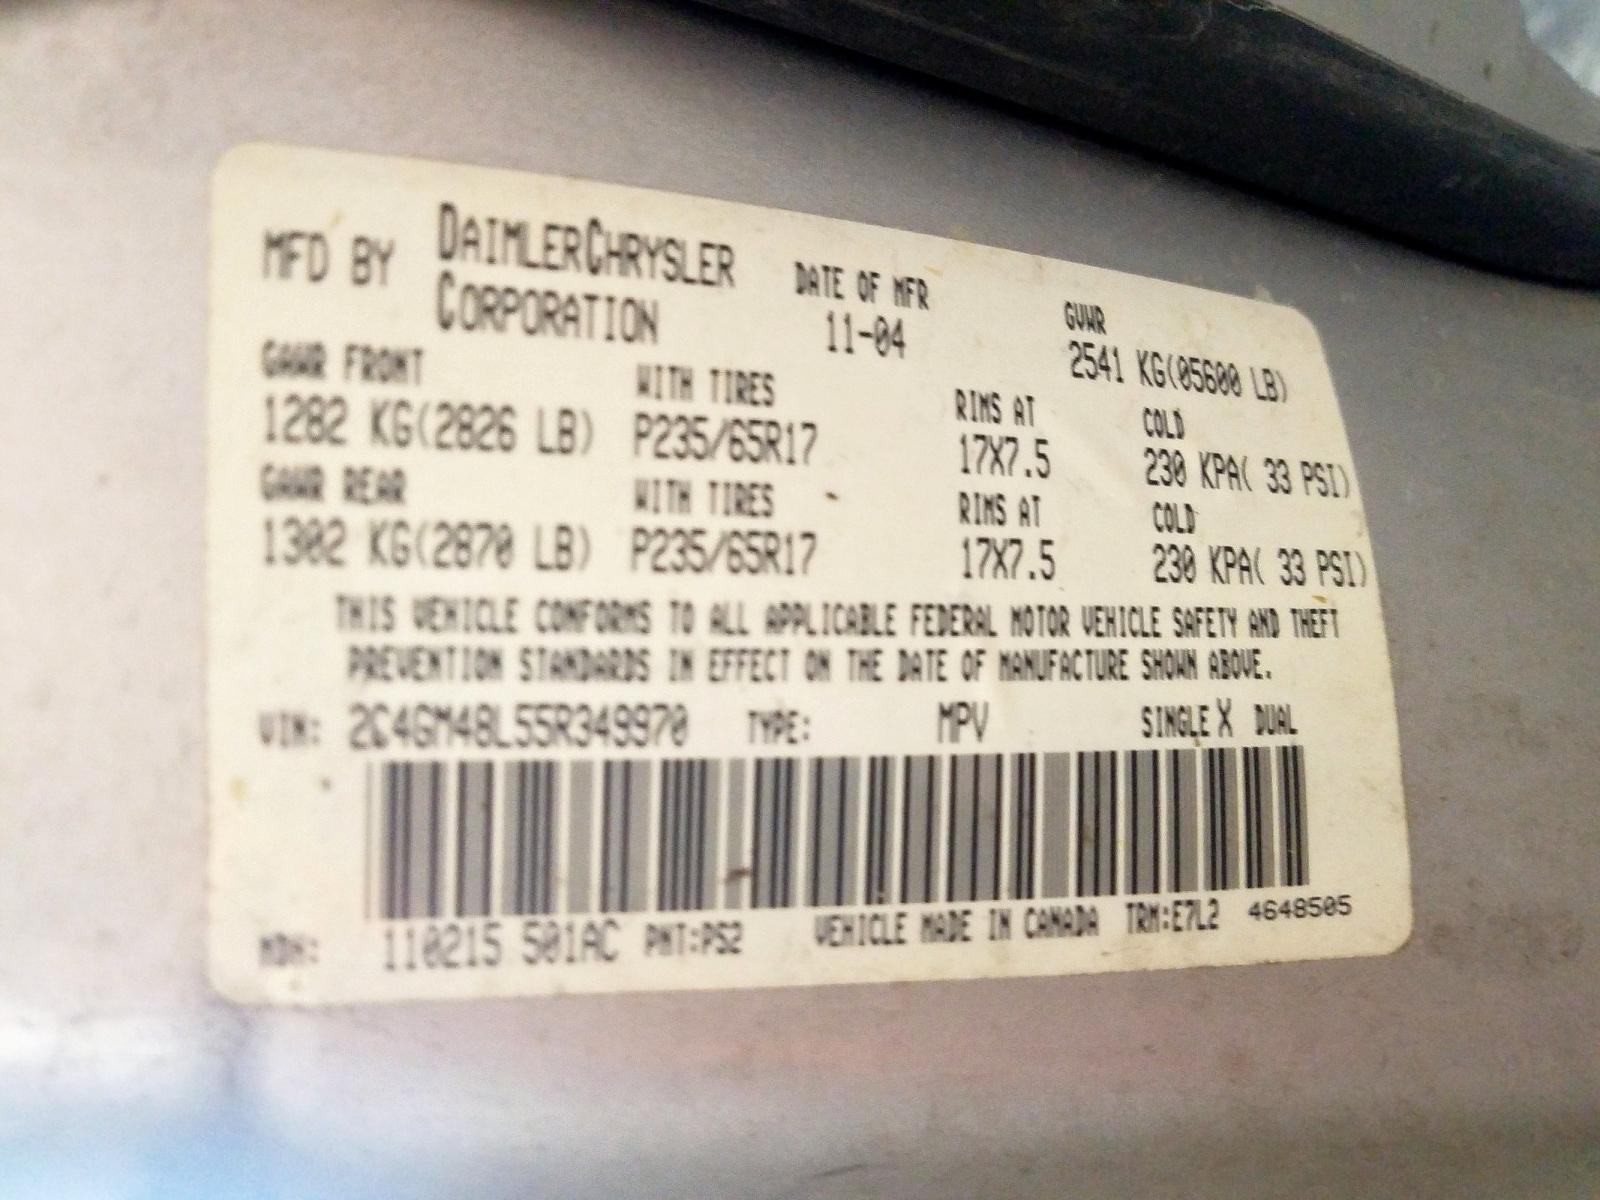 MFD BY DAIMLERCHRYSLER CORPORATION DATE OF MFR 11-04 GVWR 2541 KG(05600 LB)
GAWR FRONT WITH TIRES RIMS AT COLD
1282 KG(2826 LB) P235/65R17 17X7.5 230 KPA( 33 PSI)
GAWR REAR WITH TIRES RIMS AT COLD
1302 KG(2870 LB) P235/65R17 17X7.5 230 KPA( 33 PSI)
THIS VEHICLE CONFORMS TO ALL APPLICABLE FEDERAL MOTOR VEHICLE SAFETY AND THEFT
PREVENTION STANDARDS IN EFFECT ON THE DATE OF MANUFACTURE SHOWN ABOVE.
VIN: 2C4GM48L55R349970 TYPE: MPV SINGLE X DUAL
MDH: 110215 501AC PNT:PS2 VEHICLE MADE IN CANADA TRM:E7L2 4648505